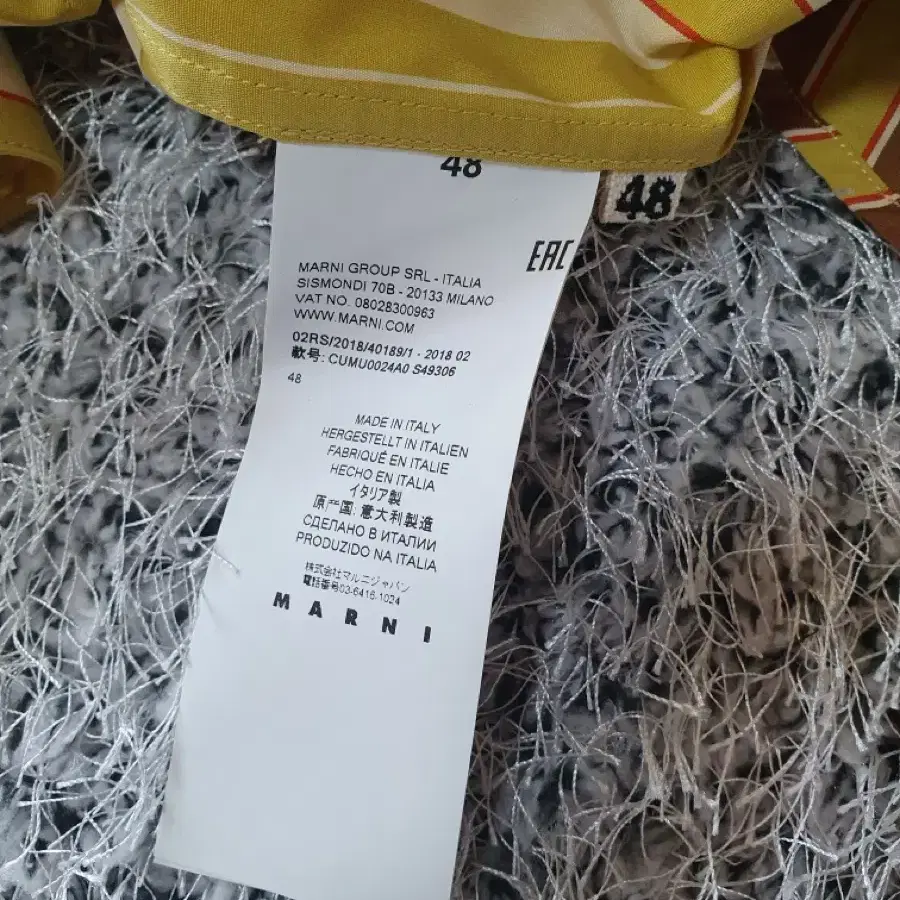 48
48
EAC
MARNI GROUP SRL - ITALIA
SISMONDI 70B - 20133 MILANO
VAT NO. 08028300963
WWW.MARNI.COM
02RS/2018/40189/1 - 2018 02
款号: CUMU0024A0 S49306
48
MADE IN ITALY
HERGESTELLT IN ITALIEN
FABRIQUÉ EN ITALIE
HECHO EN ITALIA
イタリア製
原产国: 意大利製造
СДЕЛАНО В ИТАЛИИ
PRODUZIDO NA ITALIA
株式会社マルニジャパン
電話番号03-6416-1024
MARNI